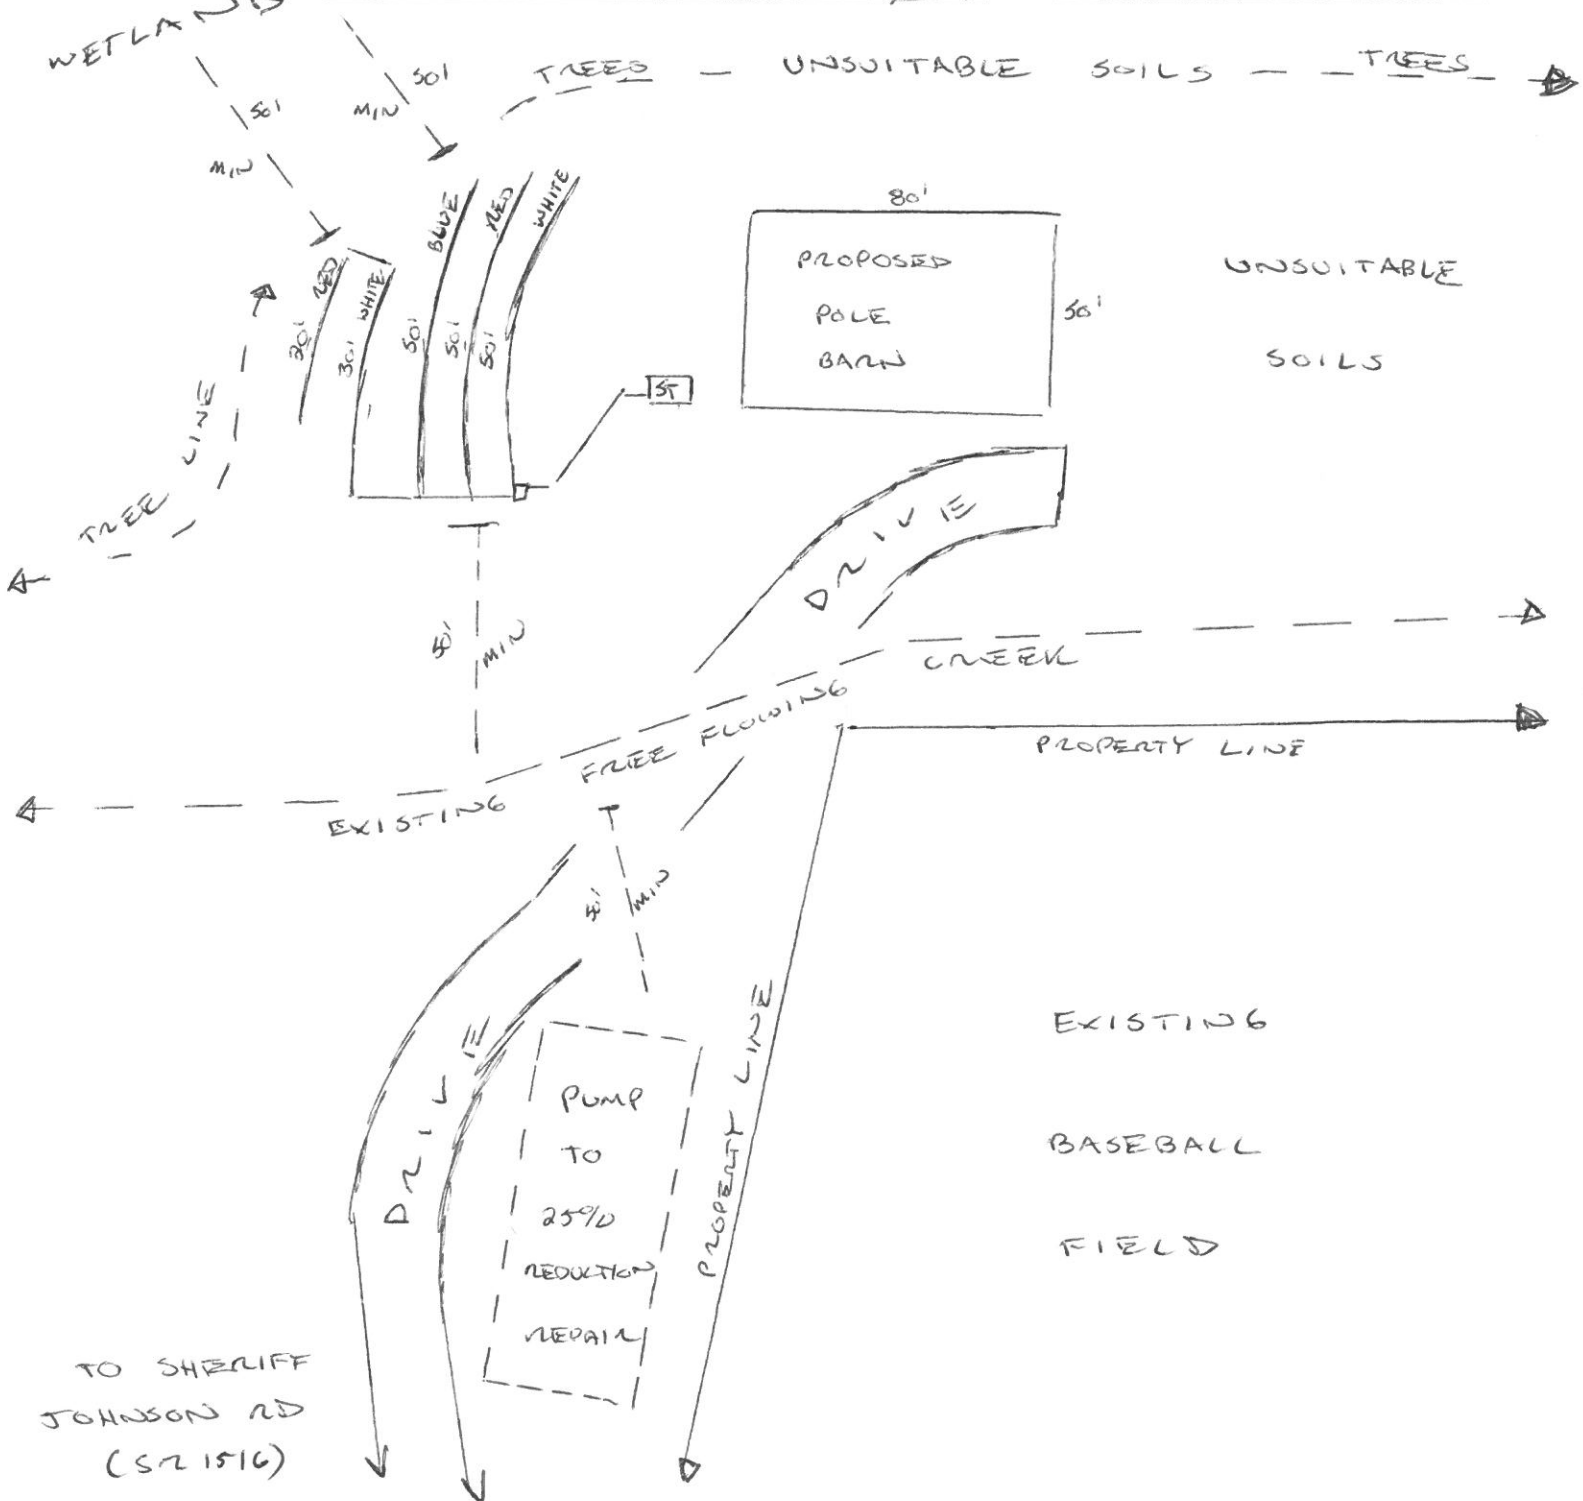 WETLAND
50'
MIN
50'
MIN
TREES — UNSUITABLE SOILS — TREES
BLUE
RED
WHITE
RED
WHITE
20'
30'
50'
50'
50'
80'
PROPOSED
POLE
BARN
50'
UNSUITABLE
SOILS
ST
TREE LINE
DRIVE
50'
MIN
EXISTING FREE FLOWING CREEK
PROPERTY LINE
50'
MIN
DRIVE
PROPERTY LINE
PUMP
TO
25%
REDUCTION
REPAIR
EXISTING
BASEBALL
FIELD
TO SHERIFF
JOHNSON RD
(SR 1516)